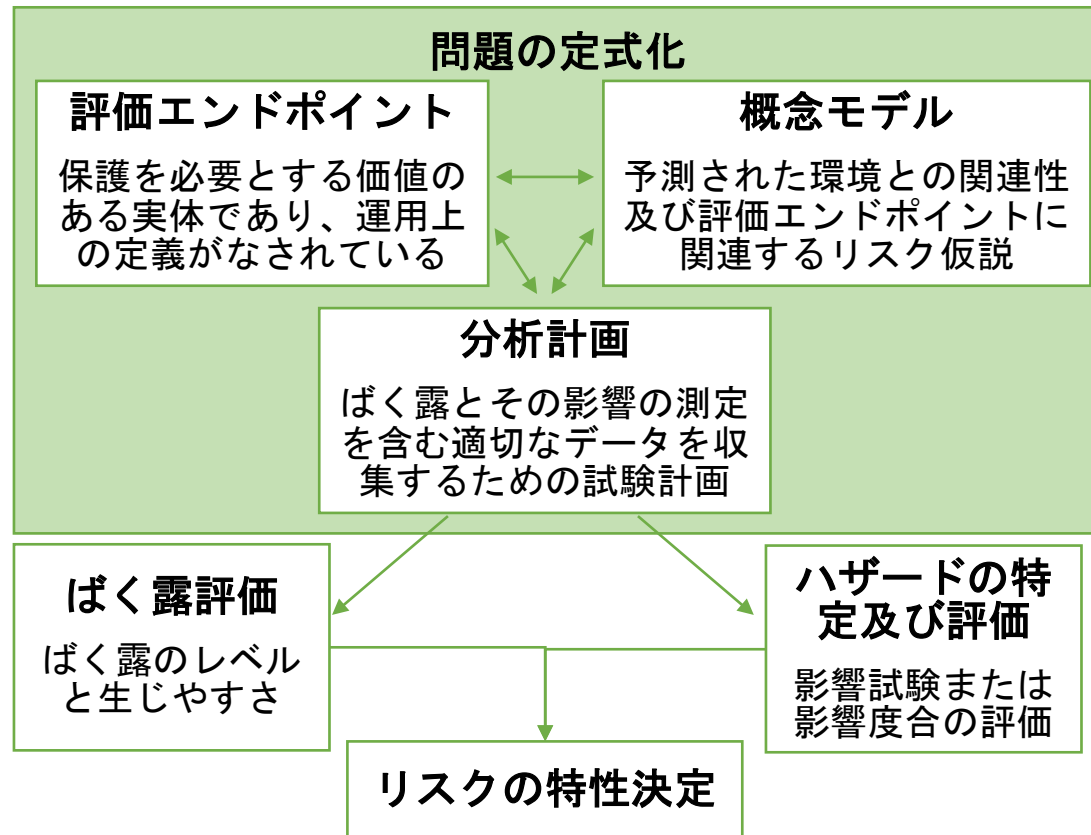 問題の定式化
評価エンドポイント
保護を必要とする価値の
ある実体であり、運用上
の定義がなされている
概念モデル
予測された環境との関連性
及び評価エンドポイントに
関連するリスク仮説
分析計画
ばく露とその影響の測定
を含む適切なデータを収
集するための試験計画
ばく露評価
ばく露のレベル
と生じやすさ
ハザードの特
定及び評価
影響試験または
影響度合の評価
リスクの特性決定